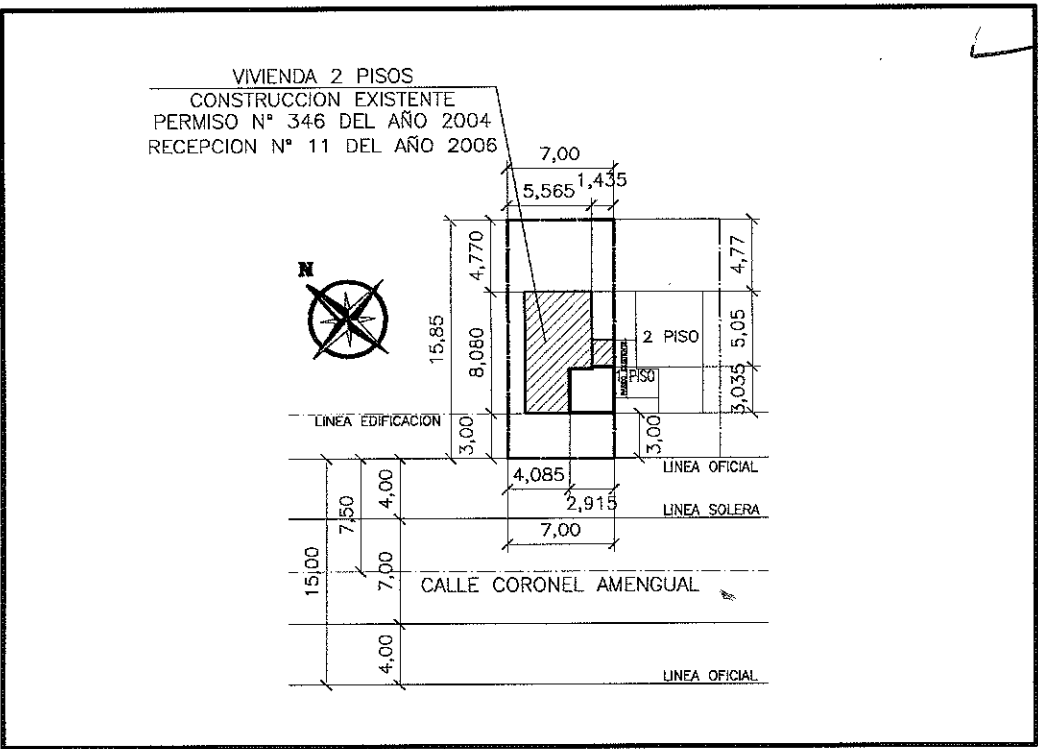 VIVIENDA 2 PISOS
CONSTRUCCION EXISTENTE
PERMISO Nº 346 DEL AÑO 2004
RECEPCION Nº 11 DEL AÑO 2006
7,00
5,565
1,435
4,770
4,77
N
15,85
8,080
2 PISO
5,05
PISO
3,035
LINEA EDIFICACION
3,00
3,00
LINEA OFICIAL
4,085
2,915
4,00
7,50
LINEA SOLERA
7,00
15,00
7,00
CALLE CORONEL AMENGUAL
4,00
LINEA OFICIAL